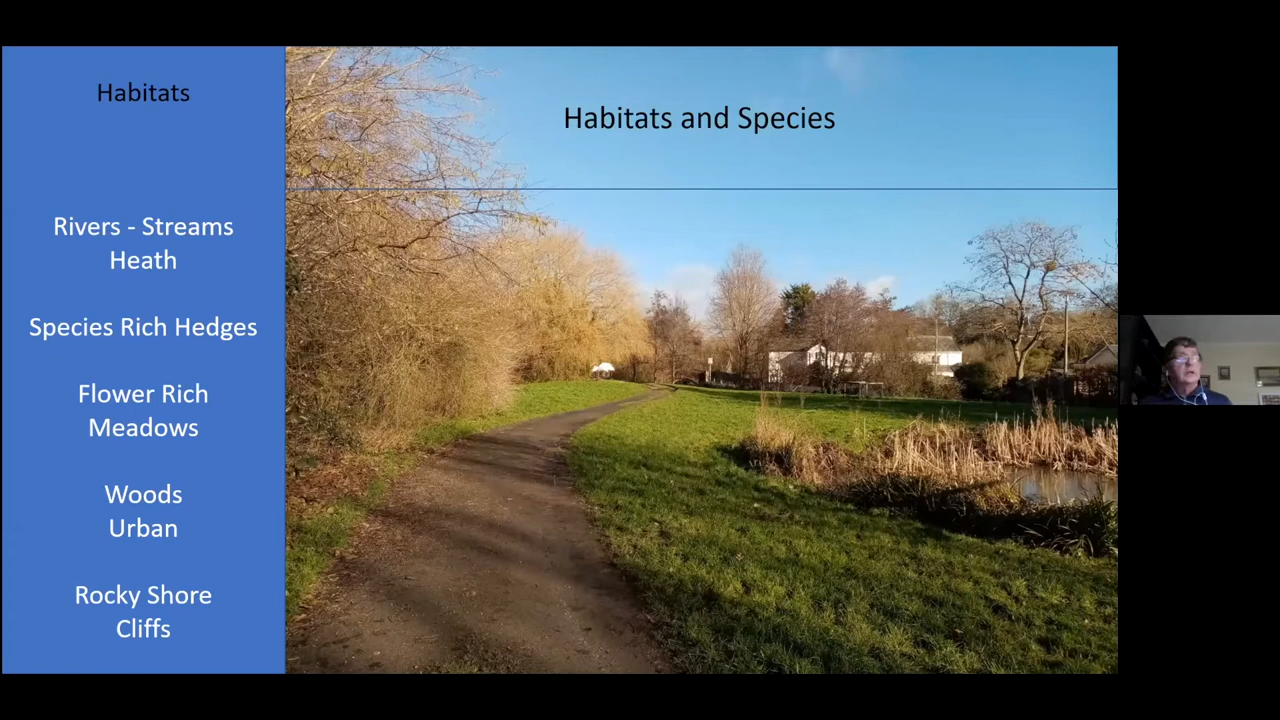 Habitats
Habitats and Species
Rivers - Streams
Heath
Species Rich Hedges
Flower Rich
Meadows
Woods
Urban
Rocky Shore
Cliffs